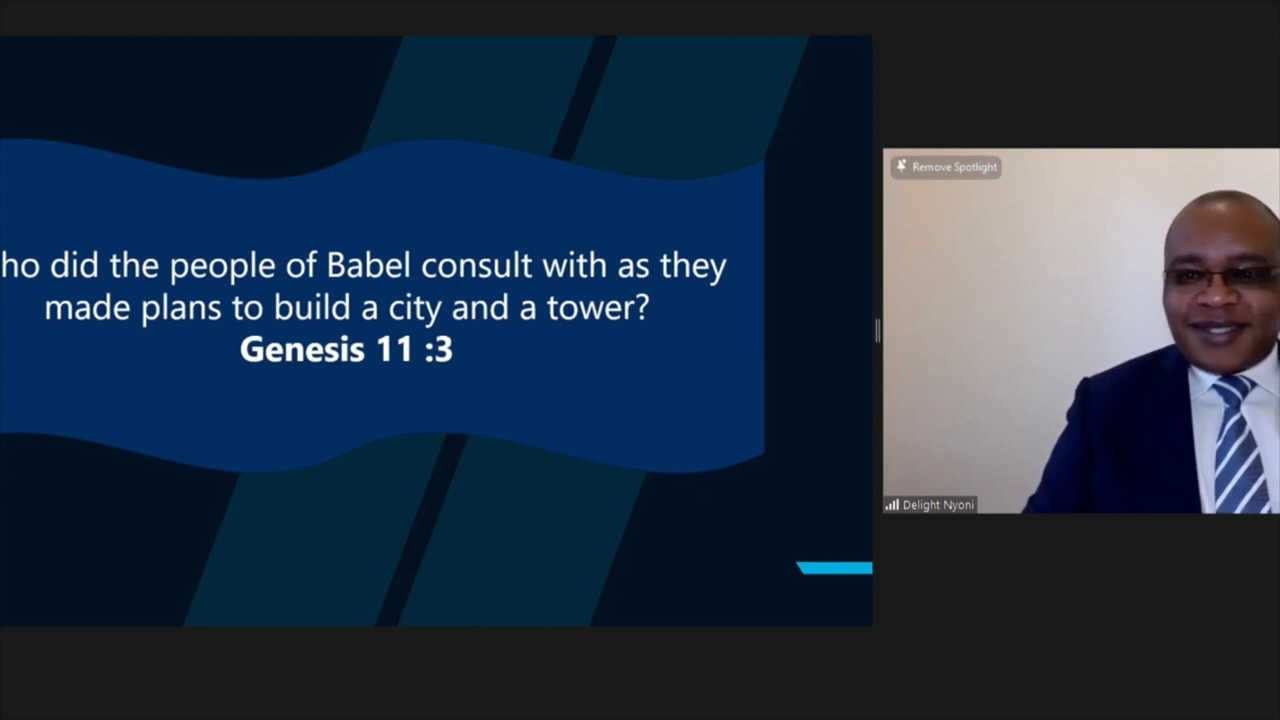 ho did the people of Babel consult with as they
made plans to build a city and a tower?
Genesis 11 :3
Remove Spotlight
Delight Nyoni